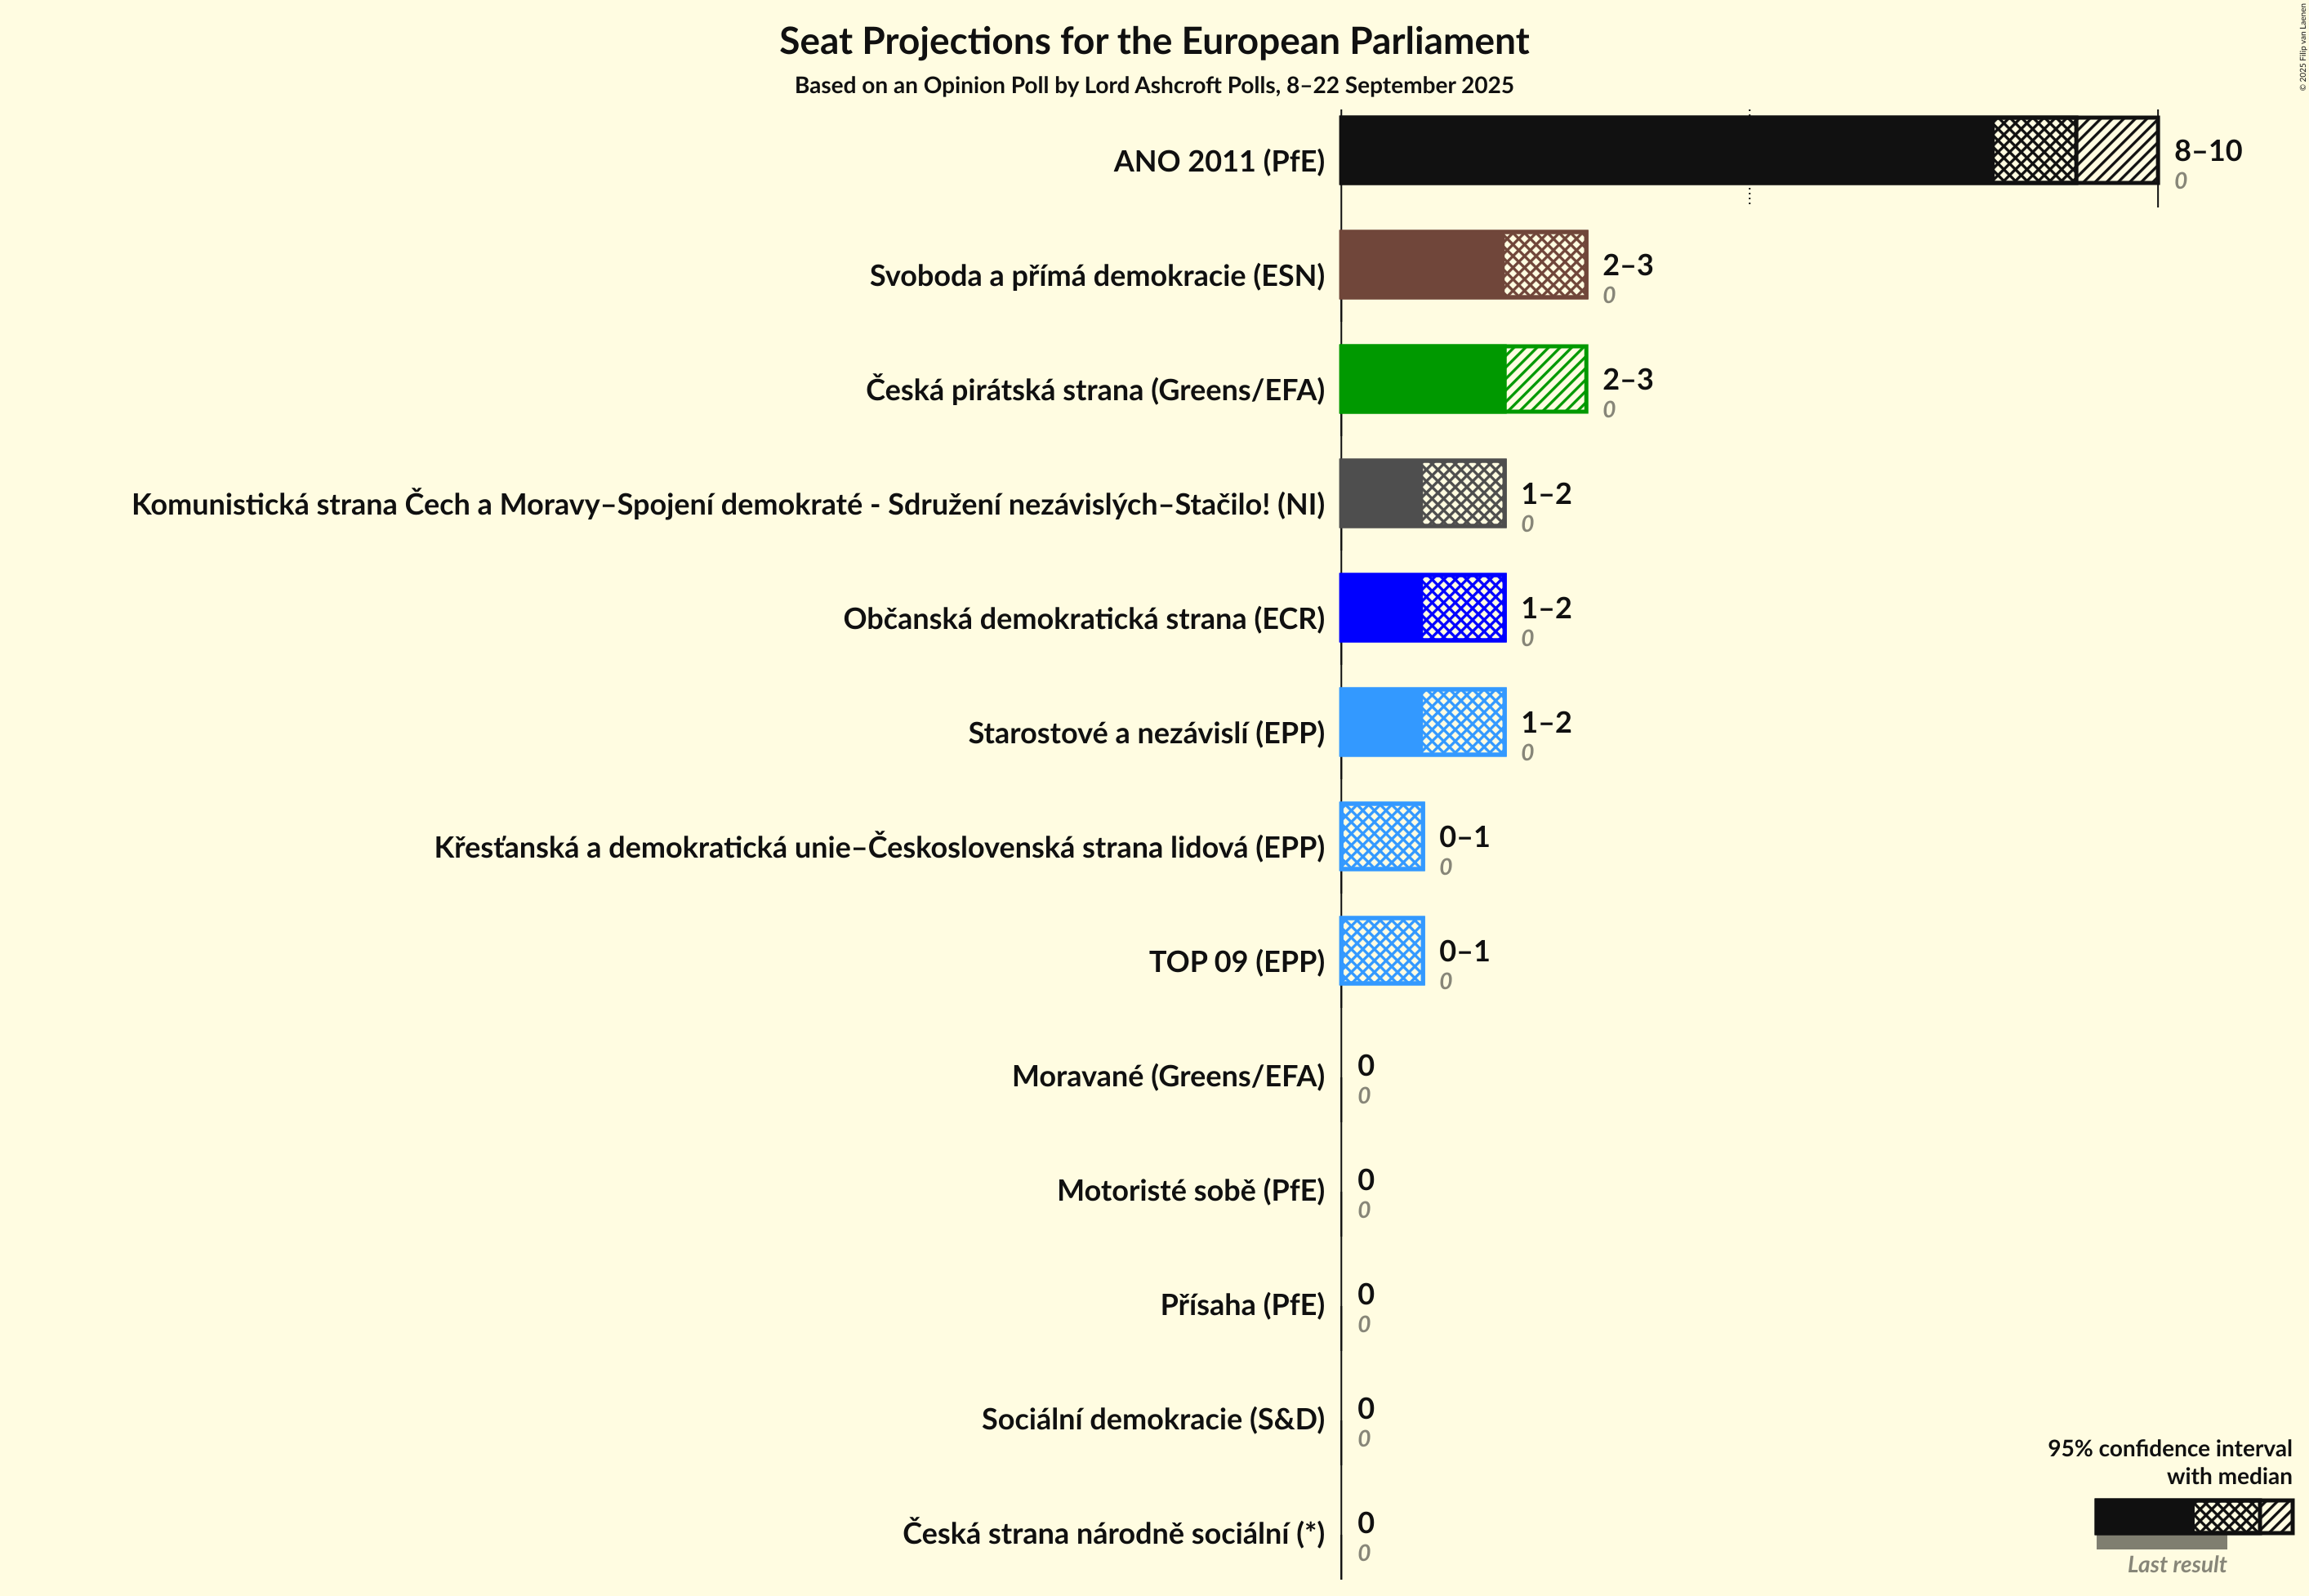 Seat Projections for the European Parliament
Based on an Opinion Poll by Lord Ashcroft Polls, 8–22 September 2025
© 2025 Filip van Laenen
ANO 2011 (PfE)
8–10
0
Svoboda a přímá demokracie (ESN)
2–3
0
Česká pirátská strana (Greens/EFA)
2–3
0
Komunistická strana Čech a Moravy–Spojení demokraté - Sdružení nezávislých–Stačilo! (NI)
1–2
0
Občanská demokratická strana (ECR)
1–2
0
Starostové a nezávislí (EPP)
1–2
0
Křesťanská a demokratická unie–Československá strana lidová (EPP)
0–1
0
TOP 09 (EPP)
0–1
0
Moravané (Greens/EFA)
0
0
Motoristé sobě (PfE)
0
0
Přísaha (PfE)
0
0
Sociální demokracie (S&D)
0
0
Česká strana národně sociální (*)
0
0
95% confidence interval
with median
Last result